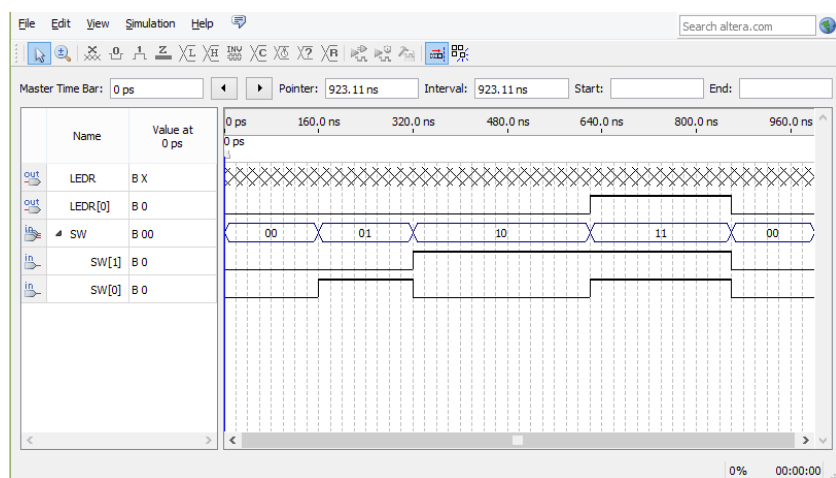 File Edit View Simulation Help Search altera.com
Master Time Bar: 0 ps Pointer: 923.11 ns Interval: 923.11 ns Start: End:
Name Value at 0 ps 0 ps 160.0 ns 320.0 ns 480.0 ns 640.0 ns 800.0 ns 960.0 ns
0 ps
out LEDR B X
out LEDR[0] B 0
in SW B 00 00 01 10 11 00
in SW[1] B 0
in SW[0] B 0
0% 00:00:00